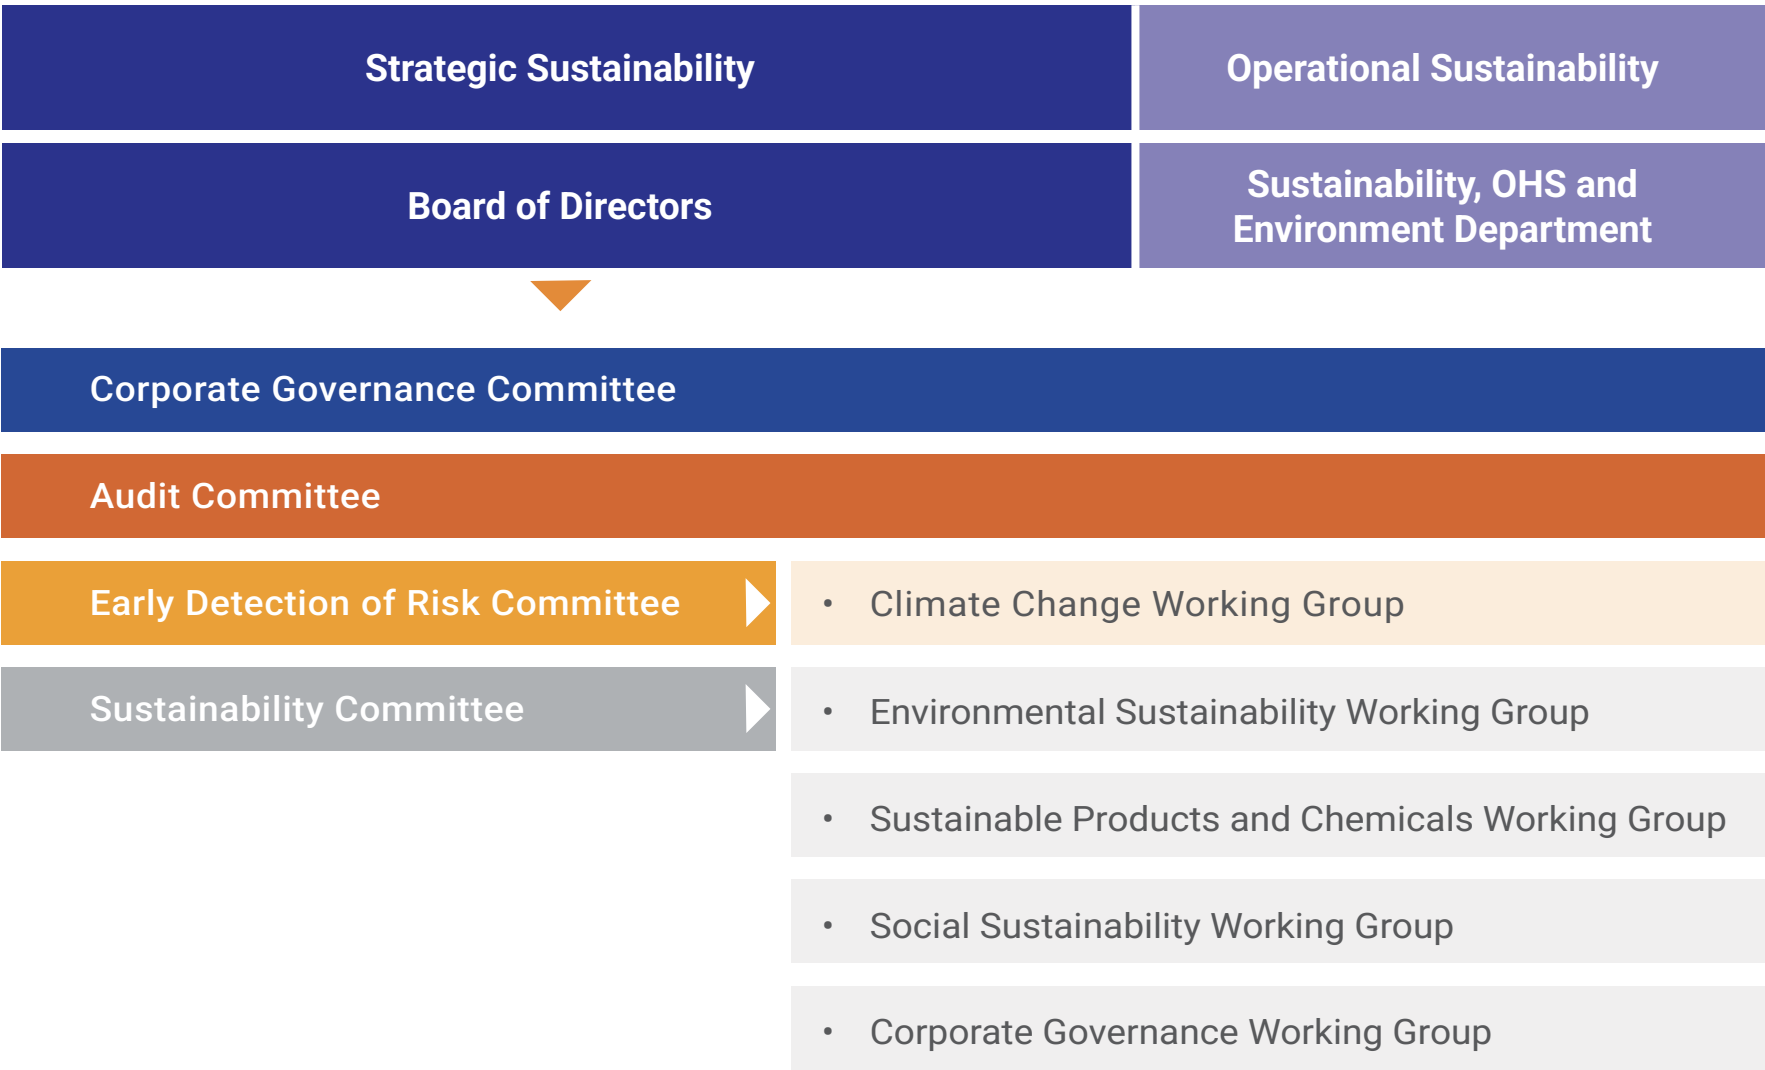 Strategic Sustainability
Operational Sustainability
Board of Directors
Sustainability, OHS and
Environment Department
Corporate Governance Committee
Audit Committee
Early Detection of Risk Committee
• Climate Change Working Group
Sustainability Committee
• Environmental Sustainability Working Group
• Sustainable Products and Chemicals Working Group
• Social Sustainability Working Group
• Corporate Governance Working Group